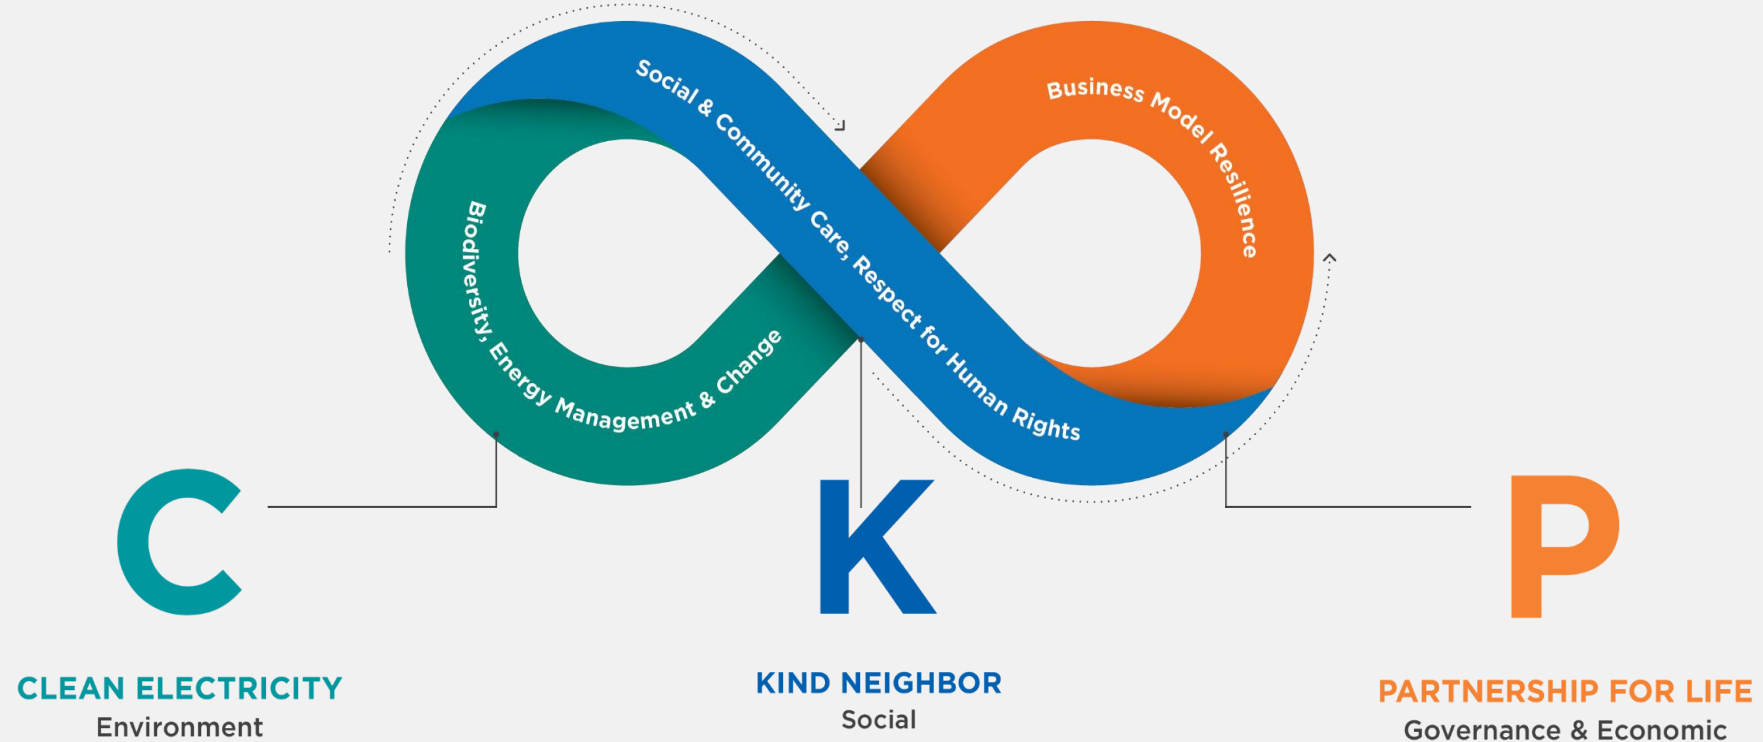 Social & Community Care, Respect for Human Rights
Business Model Resilience
Biodiversity, Energy Management & Change
C
K
P
CLEAN ELECTRICITY
Environment
KIND NEIGHBOR
Social
PARTNERSHIP FOR LIFE
Governance & Economic